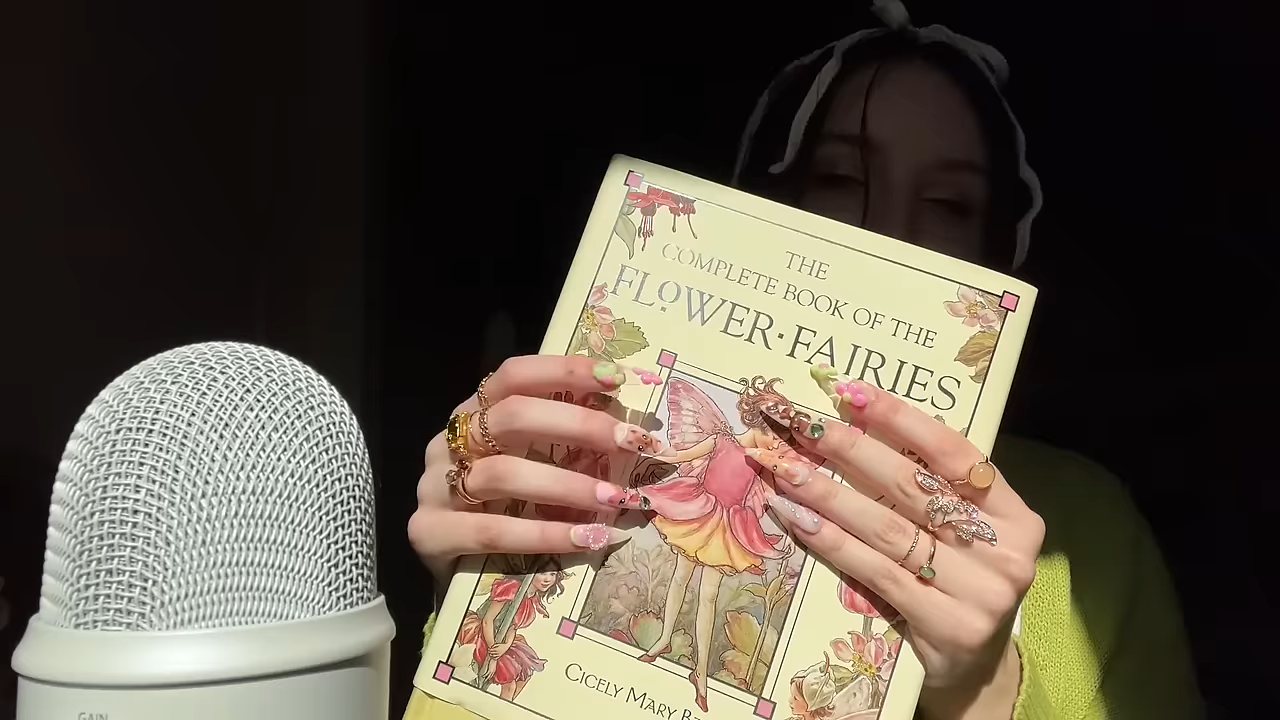 THE
COMPLETE BOOK OF THE
FLOWER·FAIRIES
CICELY MARY
GAIN